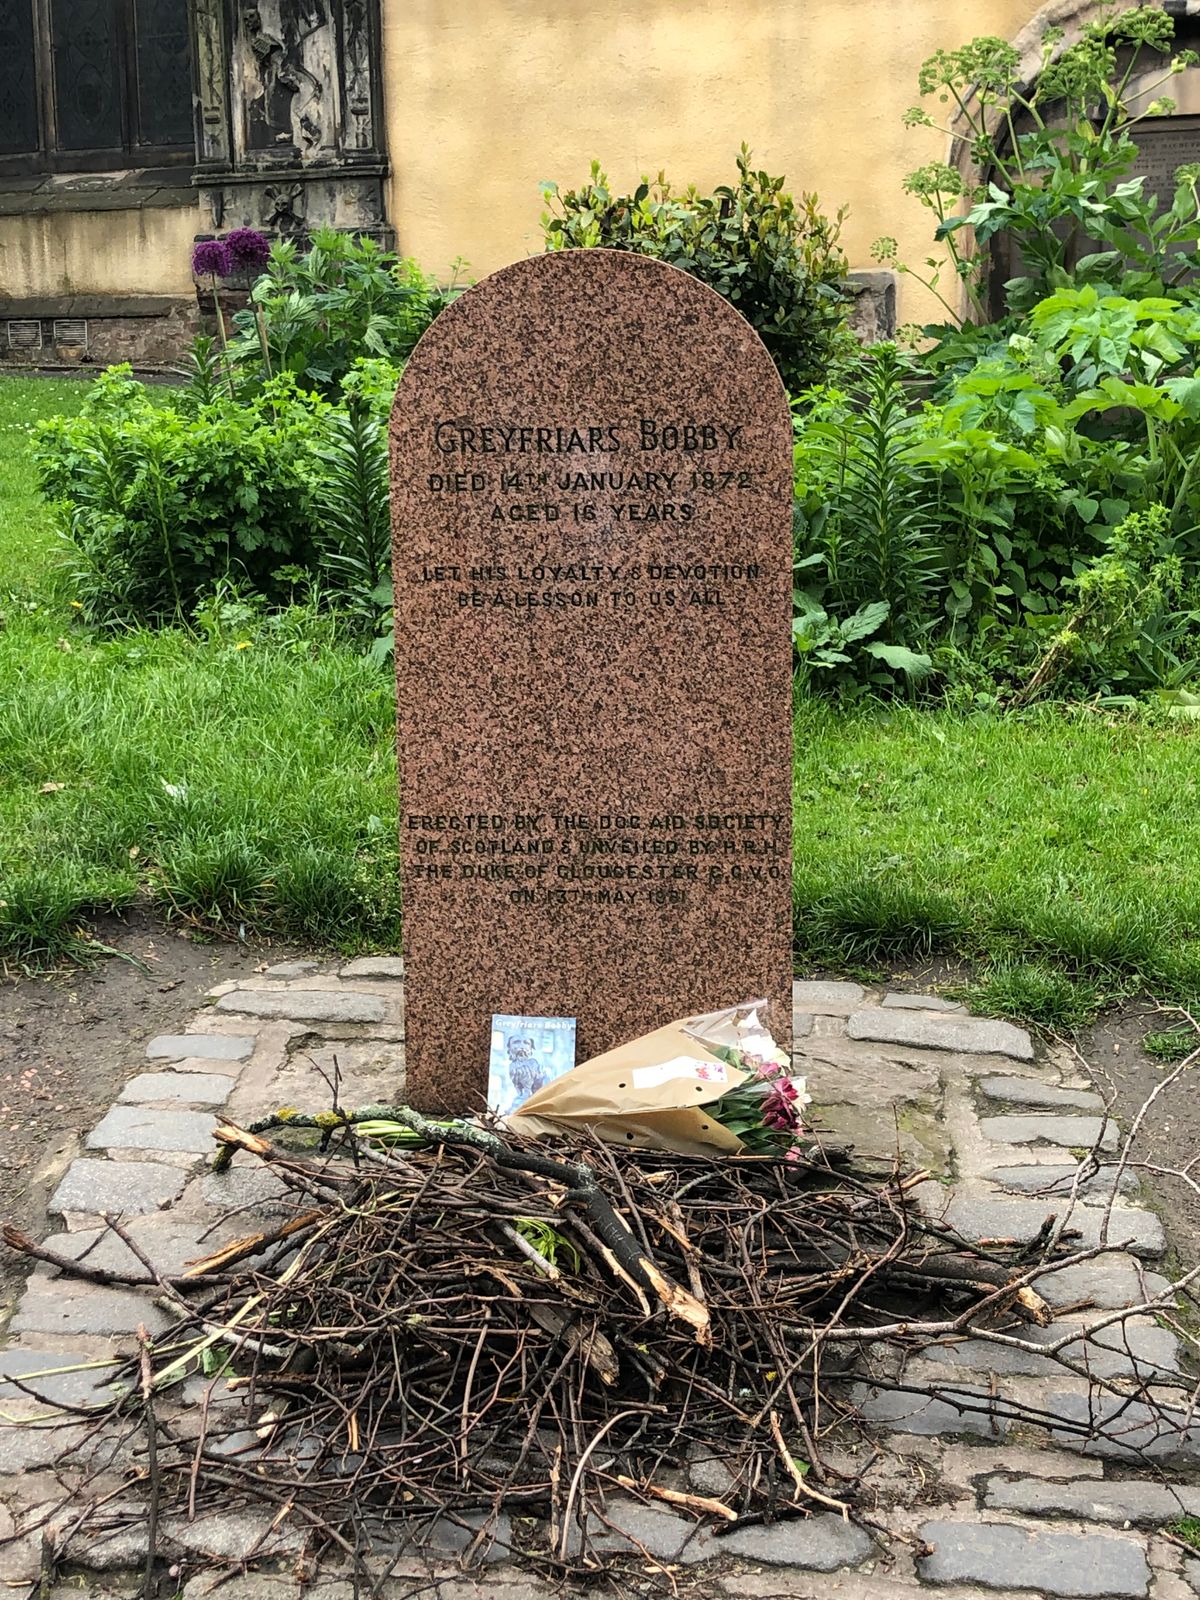 GREYFRIARS BOBBY
DIED 14TH JANUARY 1872
AGED 16 YEARS
LET HIS LOYALTY & DEVOTION
BE A LESSON TO US ALL
ERECTED BY THE DOG AID SOCIETY
OF SCOTLAND & UNVEILED BY H.R.H.
THE DUKE OF GLOUCESTER G.C.V.O.
ON 13TH MAY 1981
Greyfriars Bobby